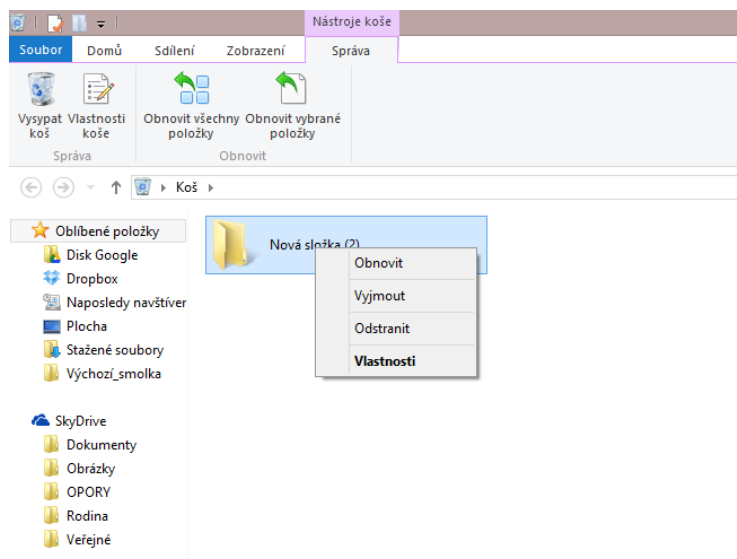 Nástroje koše
Soubor Domů Sdílení Zobrazení Správa
Vysypat Vlastnosti Obnovit všechny Obnovit vybrané
koš koše položky položky
Správa Obnovit
Koš
Oblíbené položky
Disk Google
Dropbox
Naposledy navštíver
Plocha
Stažené soubory
Výchozí_smolka
SkyDrive
Dokumenty
Obrázky
OPORY
Rodina
Veřejné
Nová složka (2)
Obnovit
Vyjmout
Odstranit
Vlastnosti